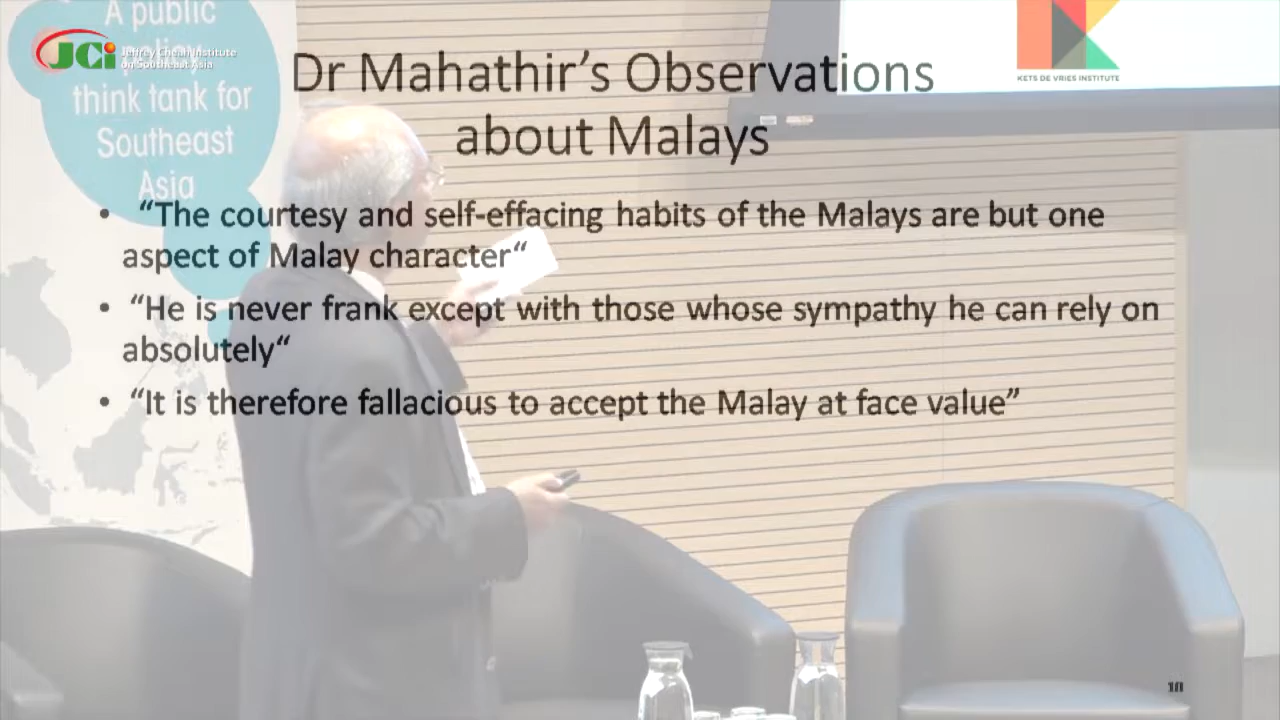 A public
policy
think tank for
Southeast
Asia
JCi
Jeffrey Cheah Institute
on Southeast Asia
KETS DE VRIES INSTITUTE
Dr Mahathir’s Observations
about Malays
• “The courtesy and self-effacing habits of the Malays are but one
aspect of Malay character“
• “He is never frank except with those whose sympathy he can rely on
absolutely“
• “It is therefore fallacious to accept the Malay at face value”
10